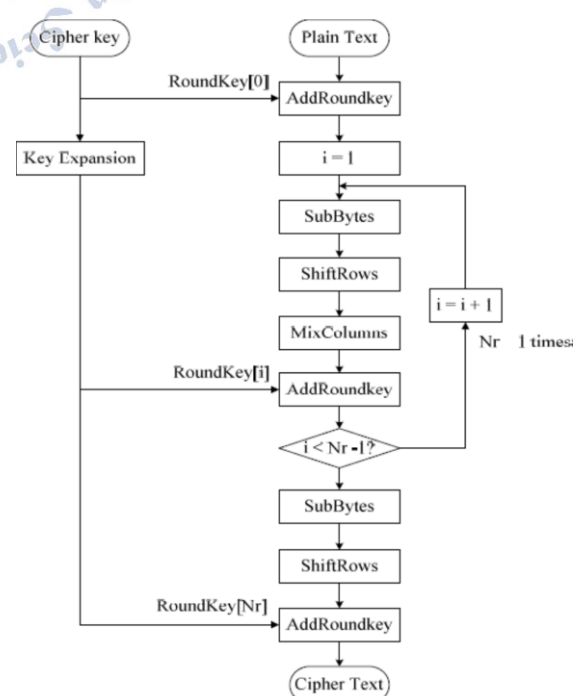 Cipher key
Plain Text
RoundKey[0]
AddRoundkey
Key Expansion
i = 1
SubBytes
ShiftRows
i = i + 1
MixColumns
Nr 1 times
RoundKey[i]
AddRoundkey
i < Nr -1?
SubBytes
ShiftRows
RoundKey[Nr]
AddRoundkey
Cipher Text